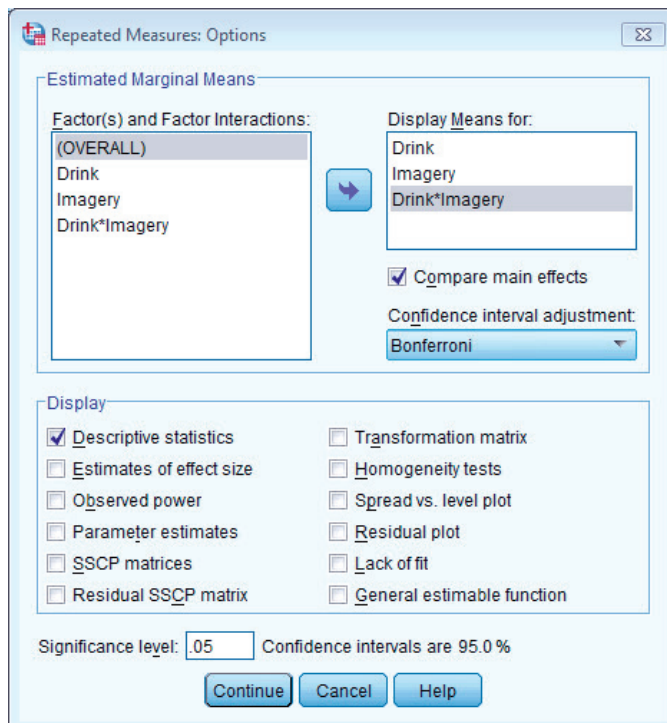 Repeated Measures: Options
Estimated Marginal Means
Factor(s) and Factor Interactions:
(OVERALL)
Drink
Imagery
Drink*Imagery
Display Means for:
Drink
Imagery
Drink*Imagery
Compare main effects
Confidence interval adjustment:
Bonferroni
Display
Descriptive statistics
Transformation matrix
Estimates of effect size
Homogeneity tests
Observed power
Spread vs. level plot
Parameter estimates
Residual plot
SSCP matrices
Lack of fit
Residual SSCP matrix
General estimable function
Significance level: .05 Confidence intervals are 95.0 %
Continue Cancel Help